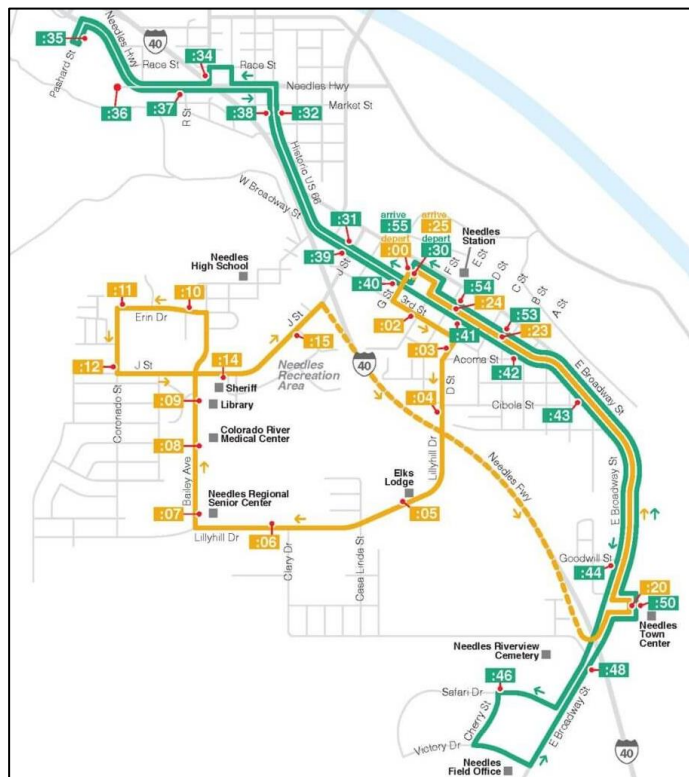 :35
Needles Hwy
40
:34
Race St
Race St
Pashard St
Needles Hwy
:36
:37
R St
:38
:32
Market St
Historic US 66
W Broadway St
:31
arrive
:55
depart
:00
arrive
:25
depart
:30
Needles
Station
Needles
High School
:39
J St
:40
G St
F St
E St
D St
C St
B St
A St
:54
:24
:53
:23
:11
:10
Erin Dr
3rd St
:02
:41
:03
Acoma St
:42
J St
:15
Needles
Recreation
Area
40
D St
E Broadway St
:12
J St
:14
Sheriff
:09
Library
:04
Cibola St
:43
Coronado St
Colorado River
Medical Center
:08
Lillyhill Dr
Needles Fwy
E Broadway St
Bailey Ave
Elks
Lodge
Needles Regional
Senior Center
:07
:05
Lillyhill Dr
:06
Clary Dr
Casa Linda St
Goodwill St
:44
:20
:50
Needles
Town
Center
Needles Riverview
Cemetery
:46
:48
Safari Dr
Cherry St
E Broadway St
Victory Dr
Needles
Field Office
40